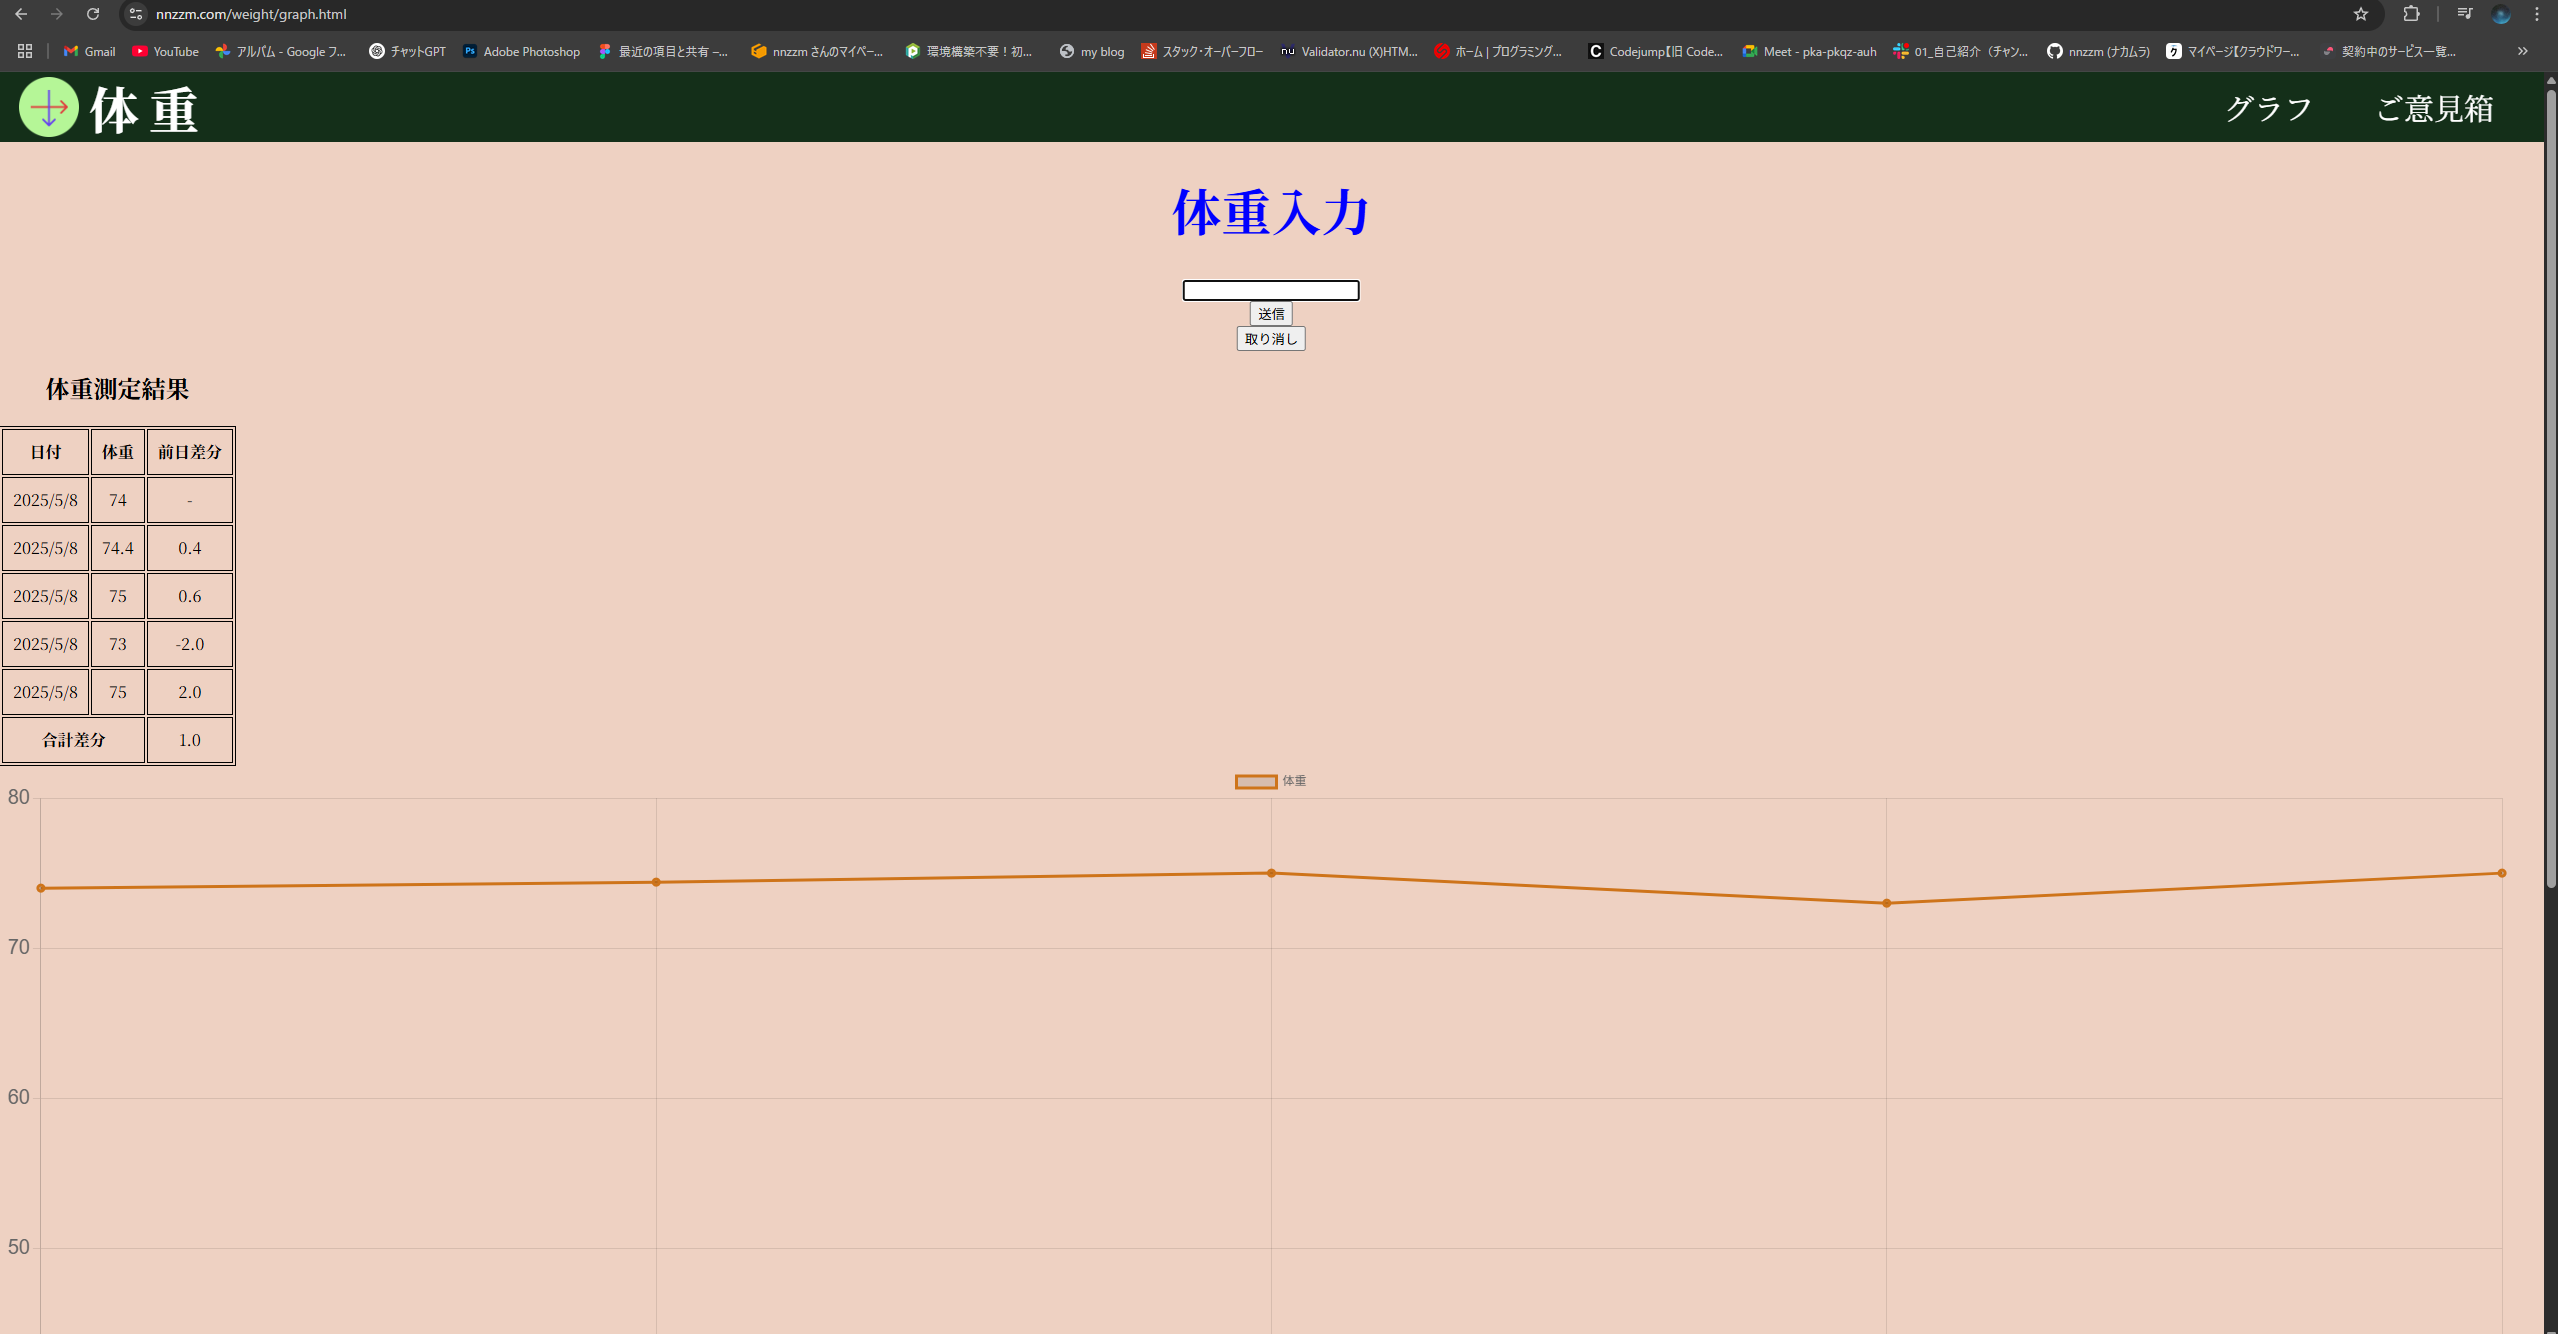 nnzzm.com/weight/graph.html
Gmail YouTube アルバム - Google フ... チャットGPT Adobe Photoshop 最近の項目と共有 –... nnzzm さんのマイペー... 環境構築不要！初... my blog スタック・オーバーフロー Validator.nu (X)HTM... ホーム | プログラミング... Codejump【旧 Code... Meet - pka-pkqz-auh 01_自己紹介（チャン... nnzzm (ナカムラ) マイページ【クラウドワー... 契約中のサービス一覧...
体重 グラフ ご意見箱
体重入力
送信
取り消し
体重測定結果
日付 体重 前日差分
2025/5/8 74 -
2025/5/8 74.4 0.4
2025/5/8 75 0.6
2025/5/8 73 -2.0
2025/5/8 75 2.0
合計差分 1.0
体重
80
70
60
50